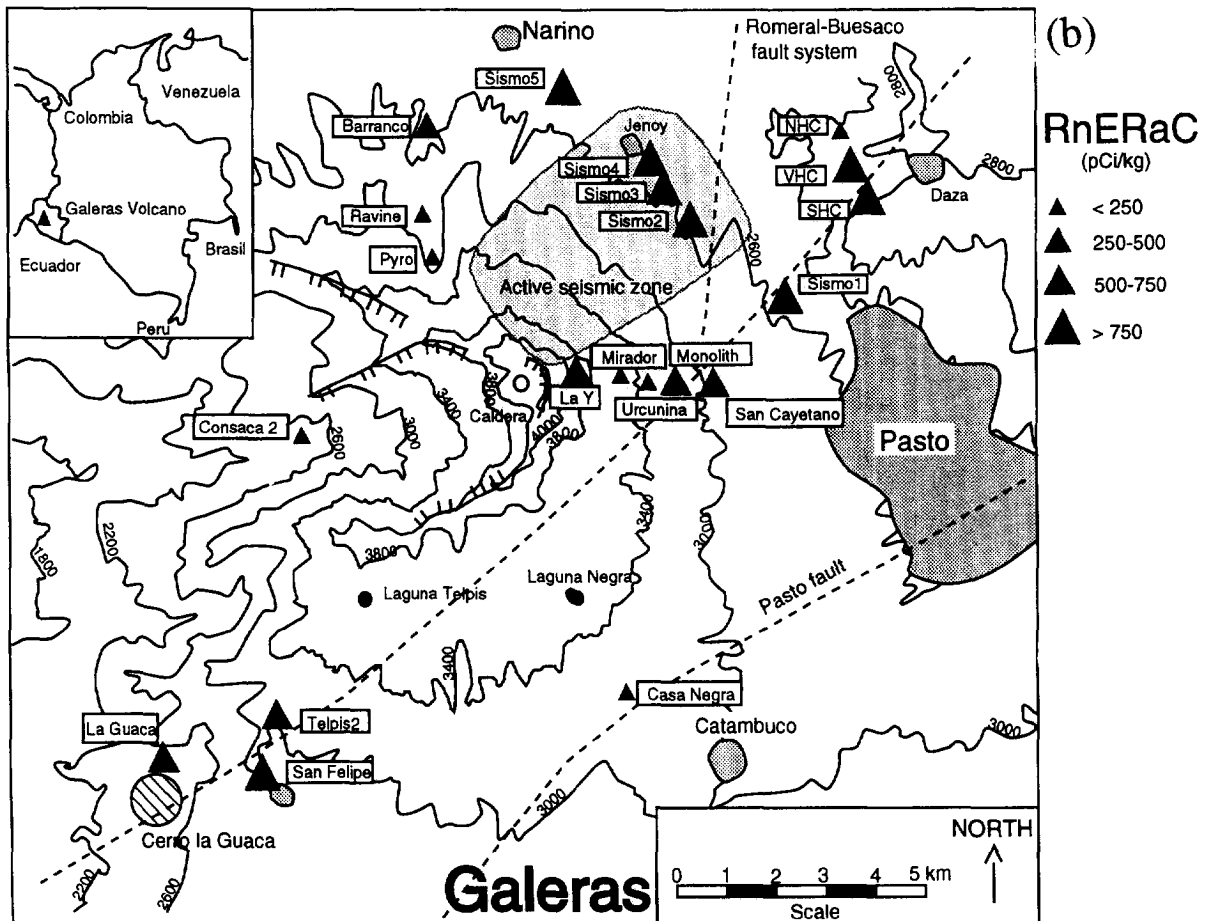 (b)
Narino
Romeral-Buesaco
fault system
Venezuela
Colombia
Galeras Volcano
Brasil
Ecuador
Peru
RnERaC
(pCi/kg)
< 250
250-500
500-750
> 750
Sismo5
2800
Barranco
Jenoy
NHC
2800
Sismo4
VHC
Daza
Sismo3
Ravine
SHC
Sismo2
Pyro
2600
Active seismic zone
Sismo1
Mirador
Monolith
3800
La Y
Caldera
Urcunina
San Cayetano
3400
Consaca 2
2600
3000
4000
3800
Pasto
2200
1800
3400
3070
3800
Laguna Telpis
Laguna Negra
Pasto fault
3400
Casa Negra
La Guaca
Telpis2
Catambuco
3000
San Felipe
3000
Cerro la Guaca
2200
2600
Galeras
NORTH
0 1 2 3 4 5 km
Scale